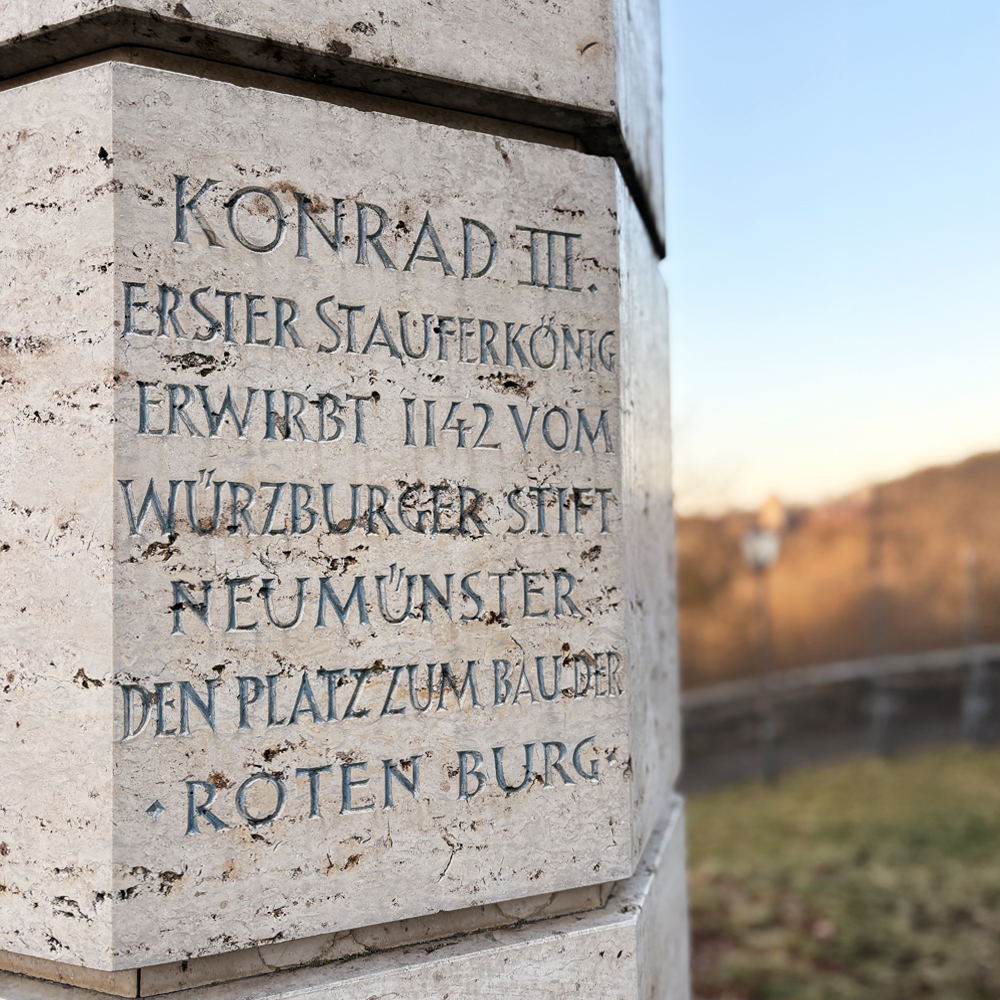 KONRAD III.
ERSTER STAUFERKÖNIG
ERWIRBT 1142 VOM
WÜRZBURGER STIFT
NEUMÜNSTER
DEN PLATZ ZUM BAU DER
· ROTEN BURG ·